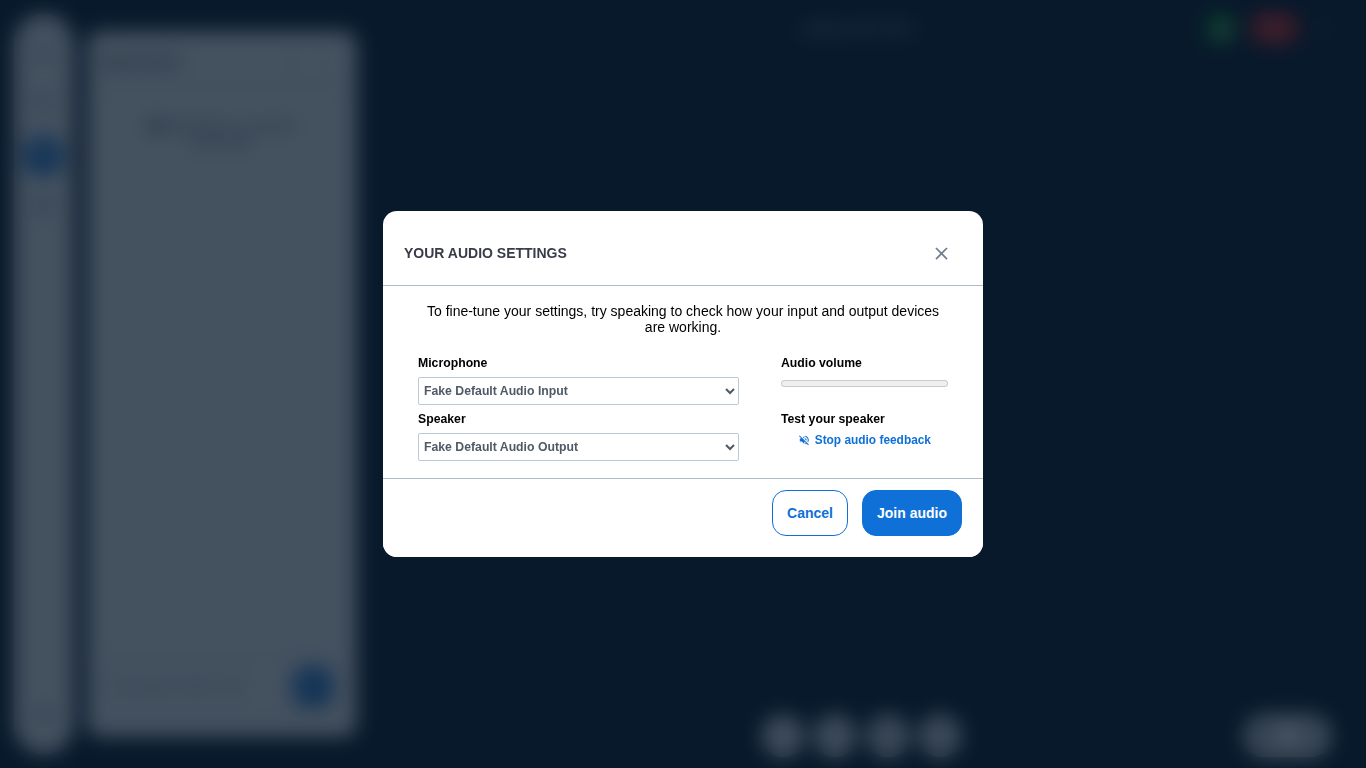 YOUR AUDIO SETTINGS
To fine-tune your settings, try speaking to check how your input and output devices
are working.
Microphone
Audio volume
Fake Default Audio Input
Speaker
Test your speaker
Fake Default Audio Output
Stop audio feedback
Cancel
Join audio